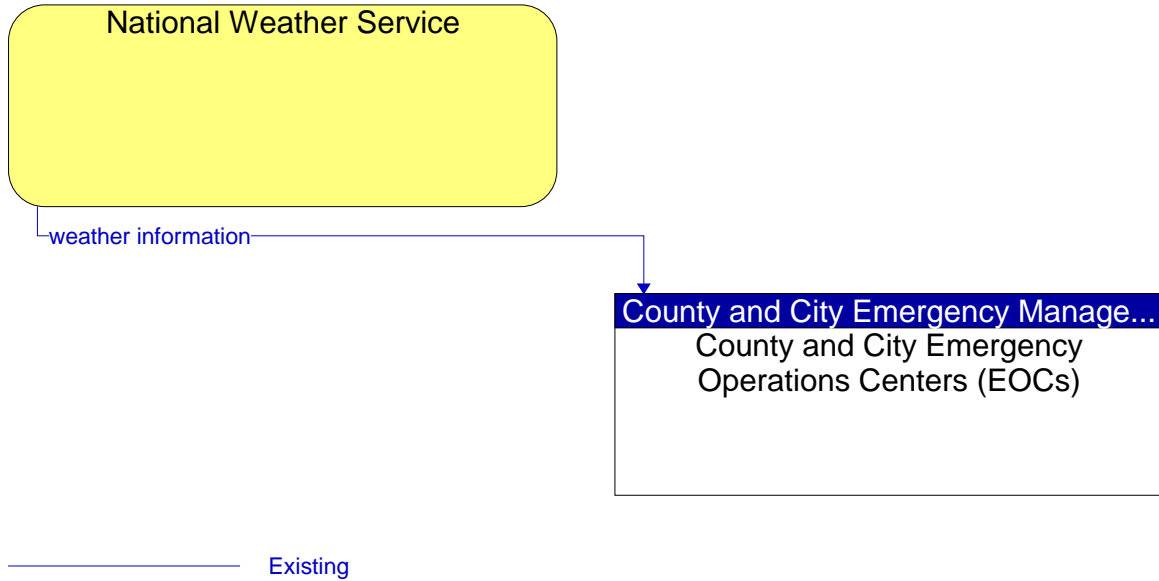 National Weather Service
weather information
County and City Emergency Manage...
County and City Emergency
Operations Centers (EOCs)
Existing